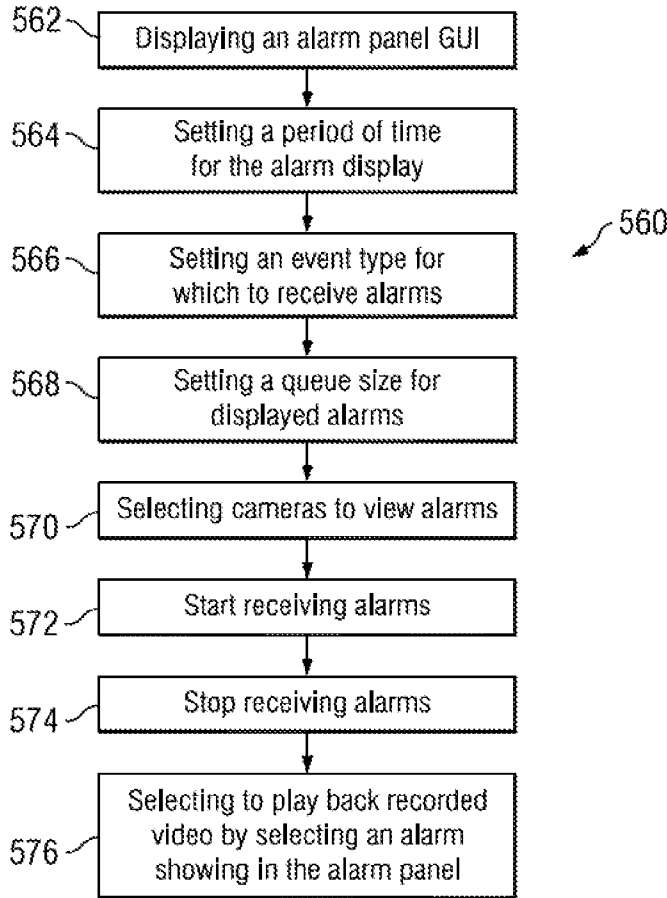 562
Displaying an alarm panel GUI
564
Setting a period of time
for the alarm display
560
566
Setting an event type for
which to receive alarms
568
Setting a queue size for
displayed alarms
570
Selecting cameras to view alarms
572
Start receiving alarms
574
Stop receiving alarms
576
Selecting to play back recorded
video by selecting an alarm
showing in the alarm panel